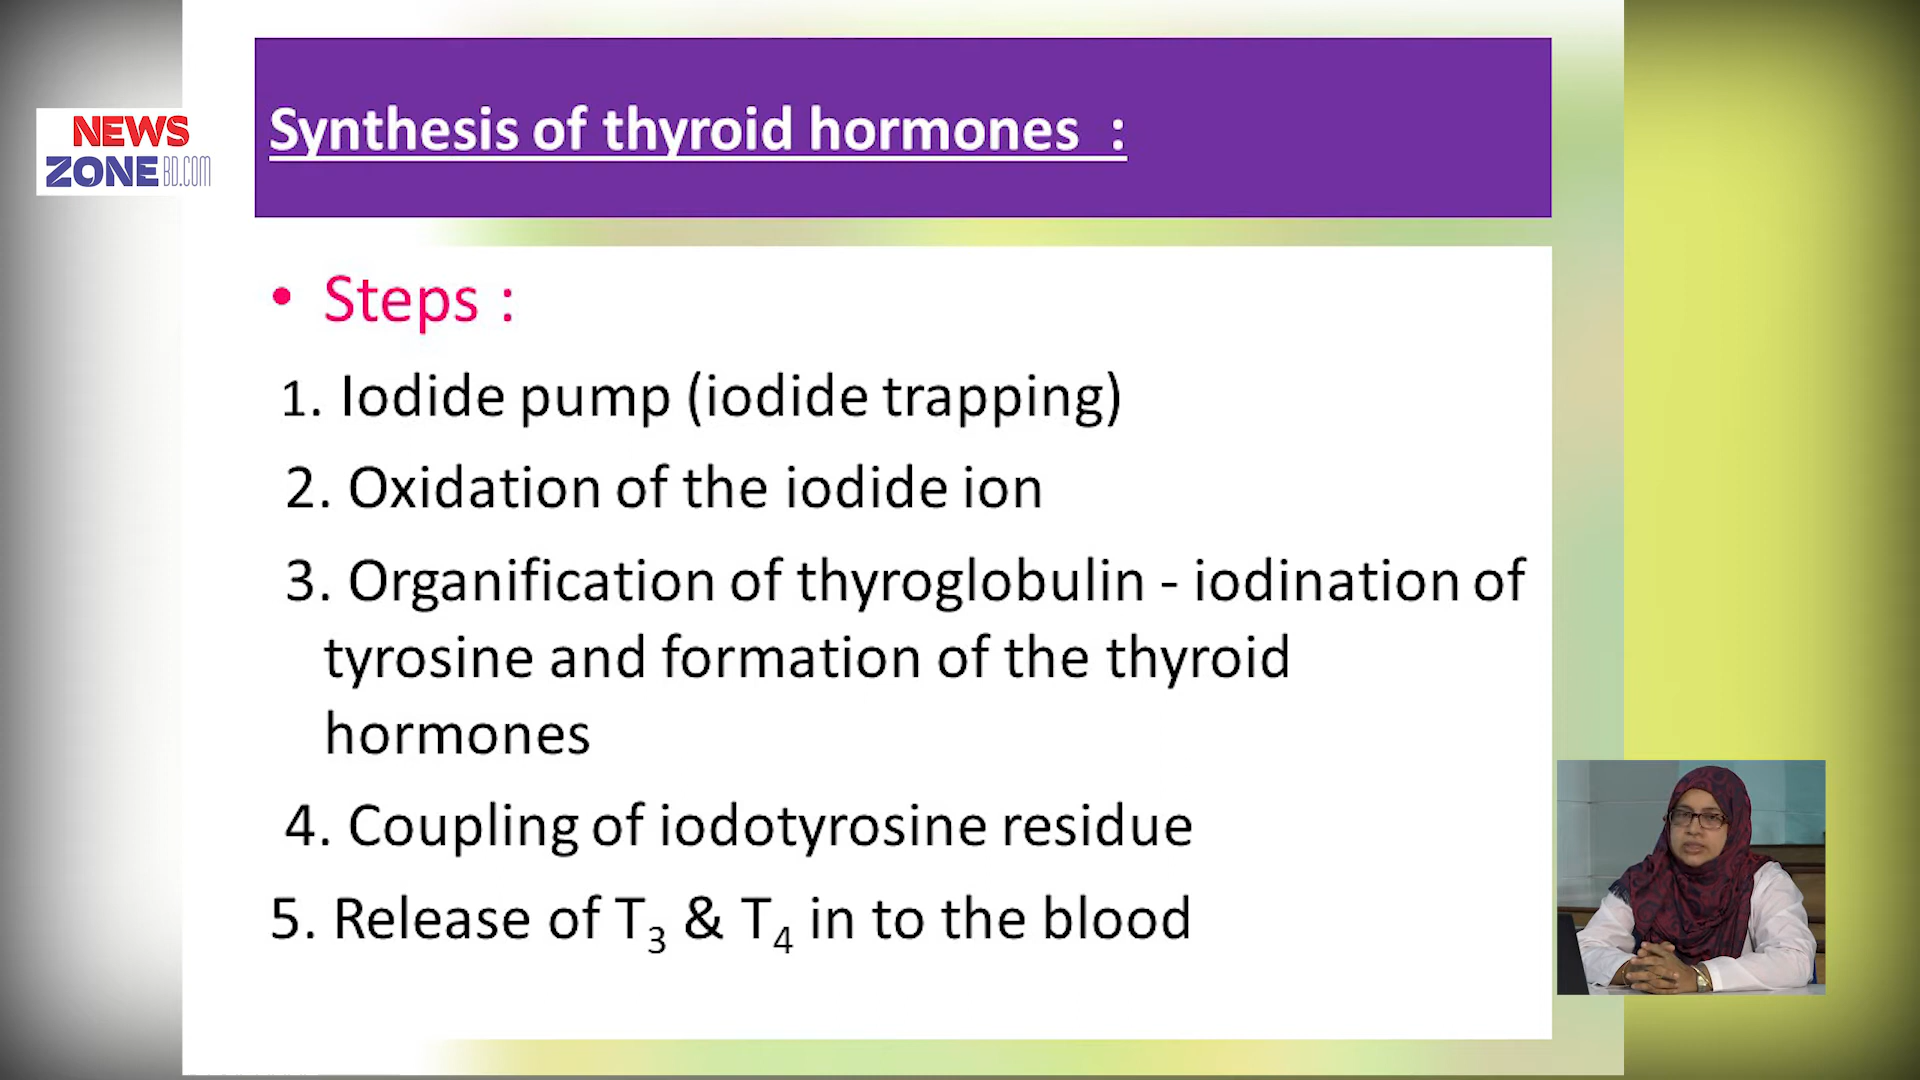 NEWS
ZONE BD.COM
Synthesis of thyroid hormones :
• Steps :
1. Iodide pump (iodide trapping)
2. Oxidation of the iodide ion
3. Organification of thyroglobulin - iodination of
tyrosine and formation of the thyroid
hormones
4. Coupling of iodotyrosine residue
5. Release of T₃ & T₄ in to the blood